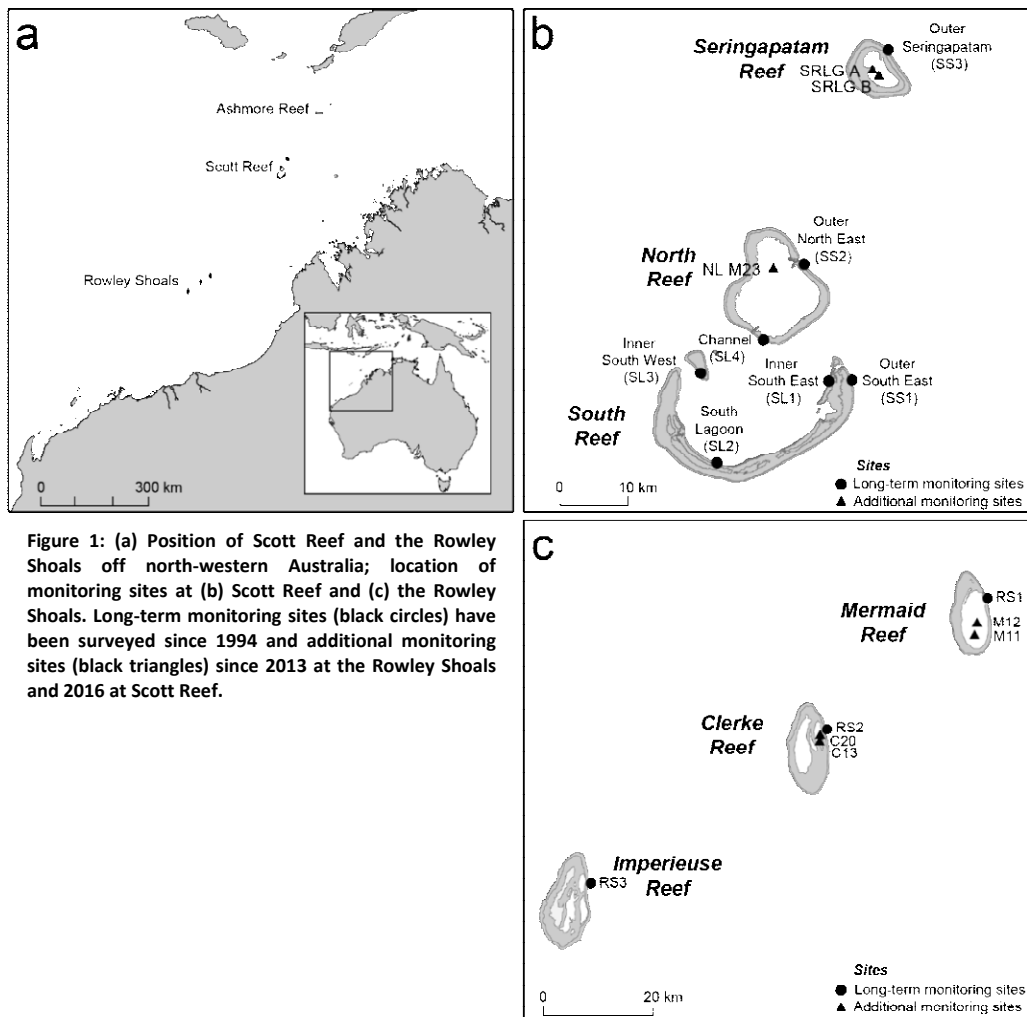 a
Ashmore Reef
Scott Reef
Rowley Shoals
0 300 km
Figure 1: (a) Position of Scott Reef and the Rowley
Shoals off north-western Australia; location of
monitoring sites at (b) Scott Reef and (c) the Rowley
Shoals. Long-term monitoring sites (black circles) have
been surveyed since 1994 and additional monitoring
sites (black triangles) since 2013 at the Rowley Shoals
and 2016 at Scott Reef.
b
Seringapatam
Reef
Outer
Seringapatam
(SS3)
SRLG A
SRLG B
North
Reef
NL M23
Outer
North East
(SS2)
Inner
South West
(SL3)
Channel
(SL4)
Inner
South East
(SL1)
Outer
South East
(SS1)
South
Reef
South
Lagoon
(SL2)
0 10 km
Sites
Long-term monitoring sites
Additional monitoring sites
c
Mermaid
Reef
RS1
M12
M11
Clerke
Reef
RS2
C20
C13
Imperieuse
Reef
RS3
0 20 km
Sites
Long-term monitoring sites
Additional monitoring sites